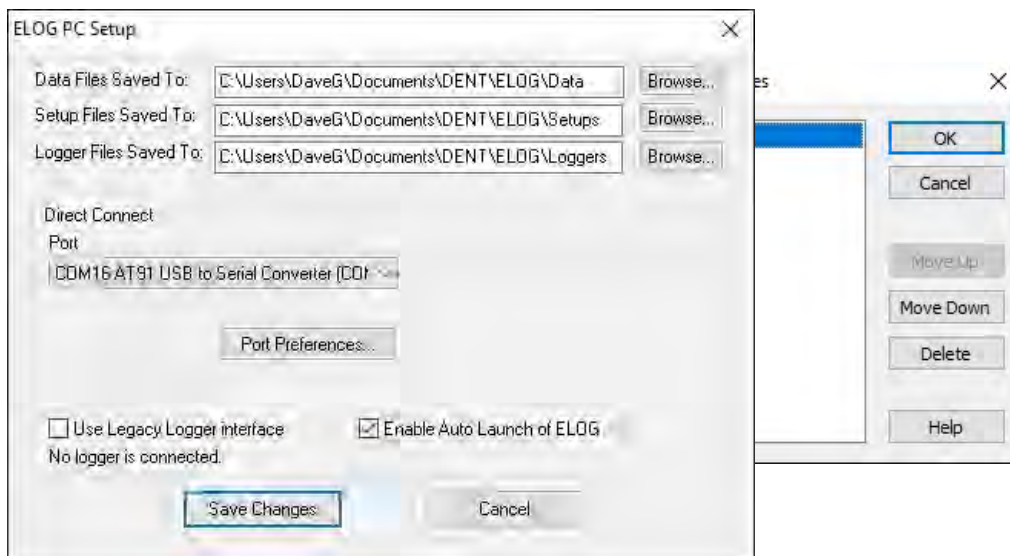 ELOG PC Setup
Data Files Saved To: C:\Users\DaveG\Documents\DENT\ELOG\Data Browse...
Setup Files Saved To: C:\Users\DaveG\Documents\DENT\ELOG\Setups Browse...
Logger Files Saved To: C:\Users\DaveG\Documents\DENT\ELOG\Loggers Browse...
Direct Connect
Port
COM16 AT91 USB to Serial Converter (CO
Port Preferences...
Use Legacy Logger interface
Enable Auto Launch of ELOG
No logger is connected.
Save Changes
Cancel
es
OK
Cancel
Move Up
Move Down
Delete
Help